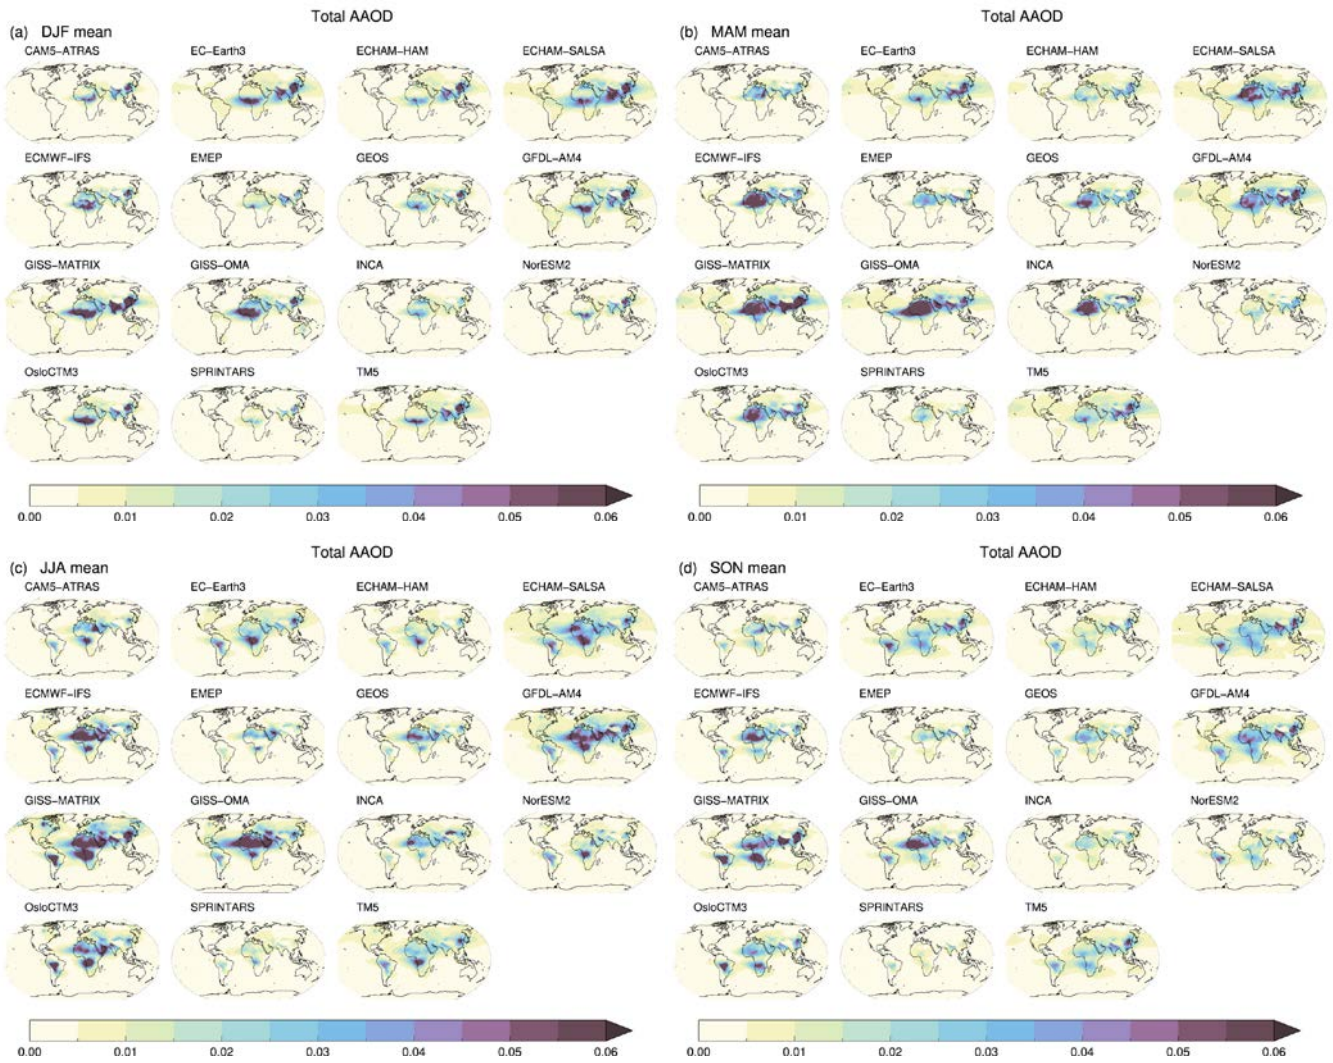 Total AAOD
(a) DJF mean
CAM5-ATRAS EC-Earth3 ECHAM-HAM ECHAM-SALSA
ECMWF-IFS EMEP GEOS GFDL-AM4
GISS-MATRIX GISS-OMA INCA NorESM2
OsloCTM3 SPRINTARS TM5
0.00 0.01 0.02 0.03 0.04 0.05 0.06
Total AAOD
(b) MAM mean
CAM5-ATRAS EC-Earth3 ECHAM-HAM ECHAM-SALSA
ECMWF-IFS EMEP GEOS GFDL-AM4
GISS-MATRIX GISS-OMA INCA NorESM2
OsloCTM3 SPRINTARS TM5
0.00 0.01 0.02 0.03 0.04 0.05 0.06
Total AAOD
(c) JJA mean
CAM5-ATRAS EC-Earth3 ECHAM-HAM ECHAM-SALSA
ECMWF-IFS EMEP GEOS GFDL-AM4
GISS-MATRIX GISS-OMA INCA NorESM2
OsloCTM3 SPRINTARS TM5
0.00 0.01 0.02 0.03 0.04 0.05 0.06
Total AAOD
(d) SON mean
CAM5-ATRAS EC-Earth3 ECHAM-HAM ECHAM-SALSA
ECMWF-IFS EMEP GEOS GFDL-AM4
GISS-MATRIX GISS-OMA INCA NorESM2
OsloCTM3 SPRINTARS TM5
0.00 0.01 0.02 0.03 0.04 0.05 0.06